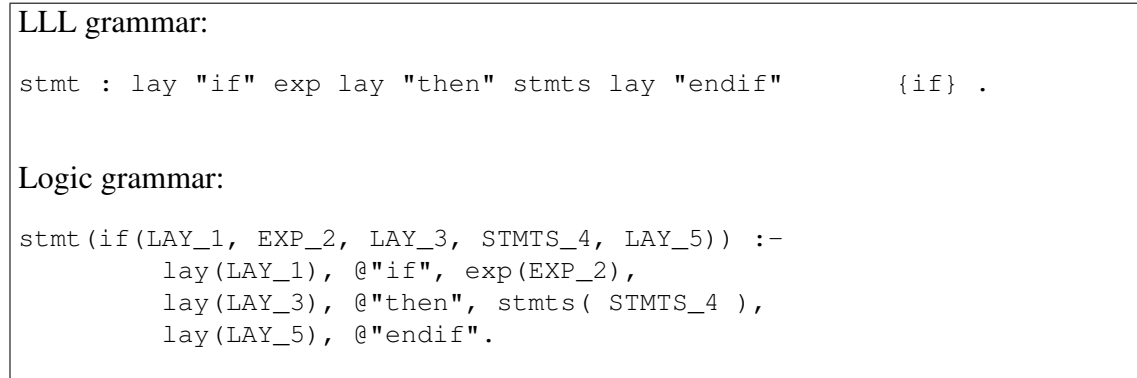 LLL grammar:
stmt : lay "if" exp lay "then" stmts lay "endif" {if} .
Logic grammar:
stmt(if(LAY_1, EXP_2, LAY_3, STMTS_4, LAY_5)) :-
lay(LAY_1), @"if", exp(EXP_2),
lay(LAY_3), @"then", stmts( STMTS_4 ),
lay(LAY_5), @"endif".